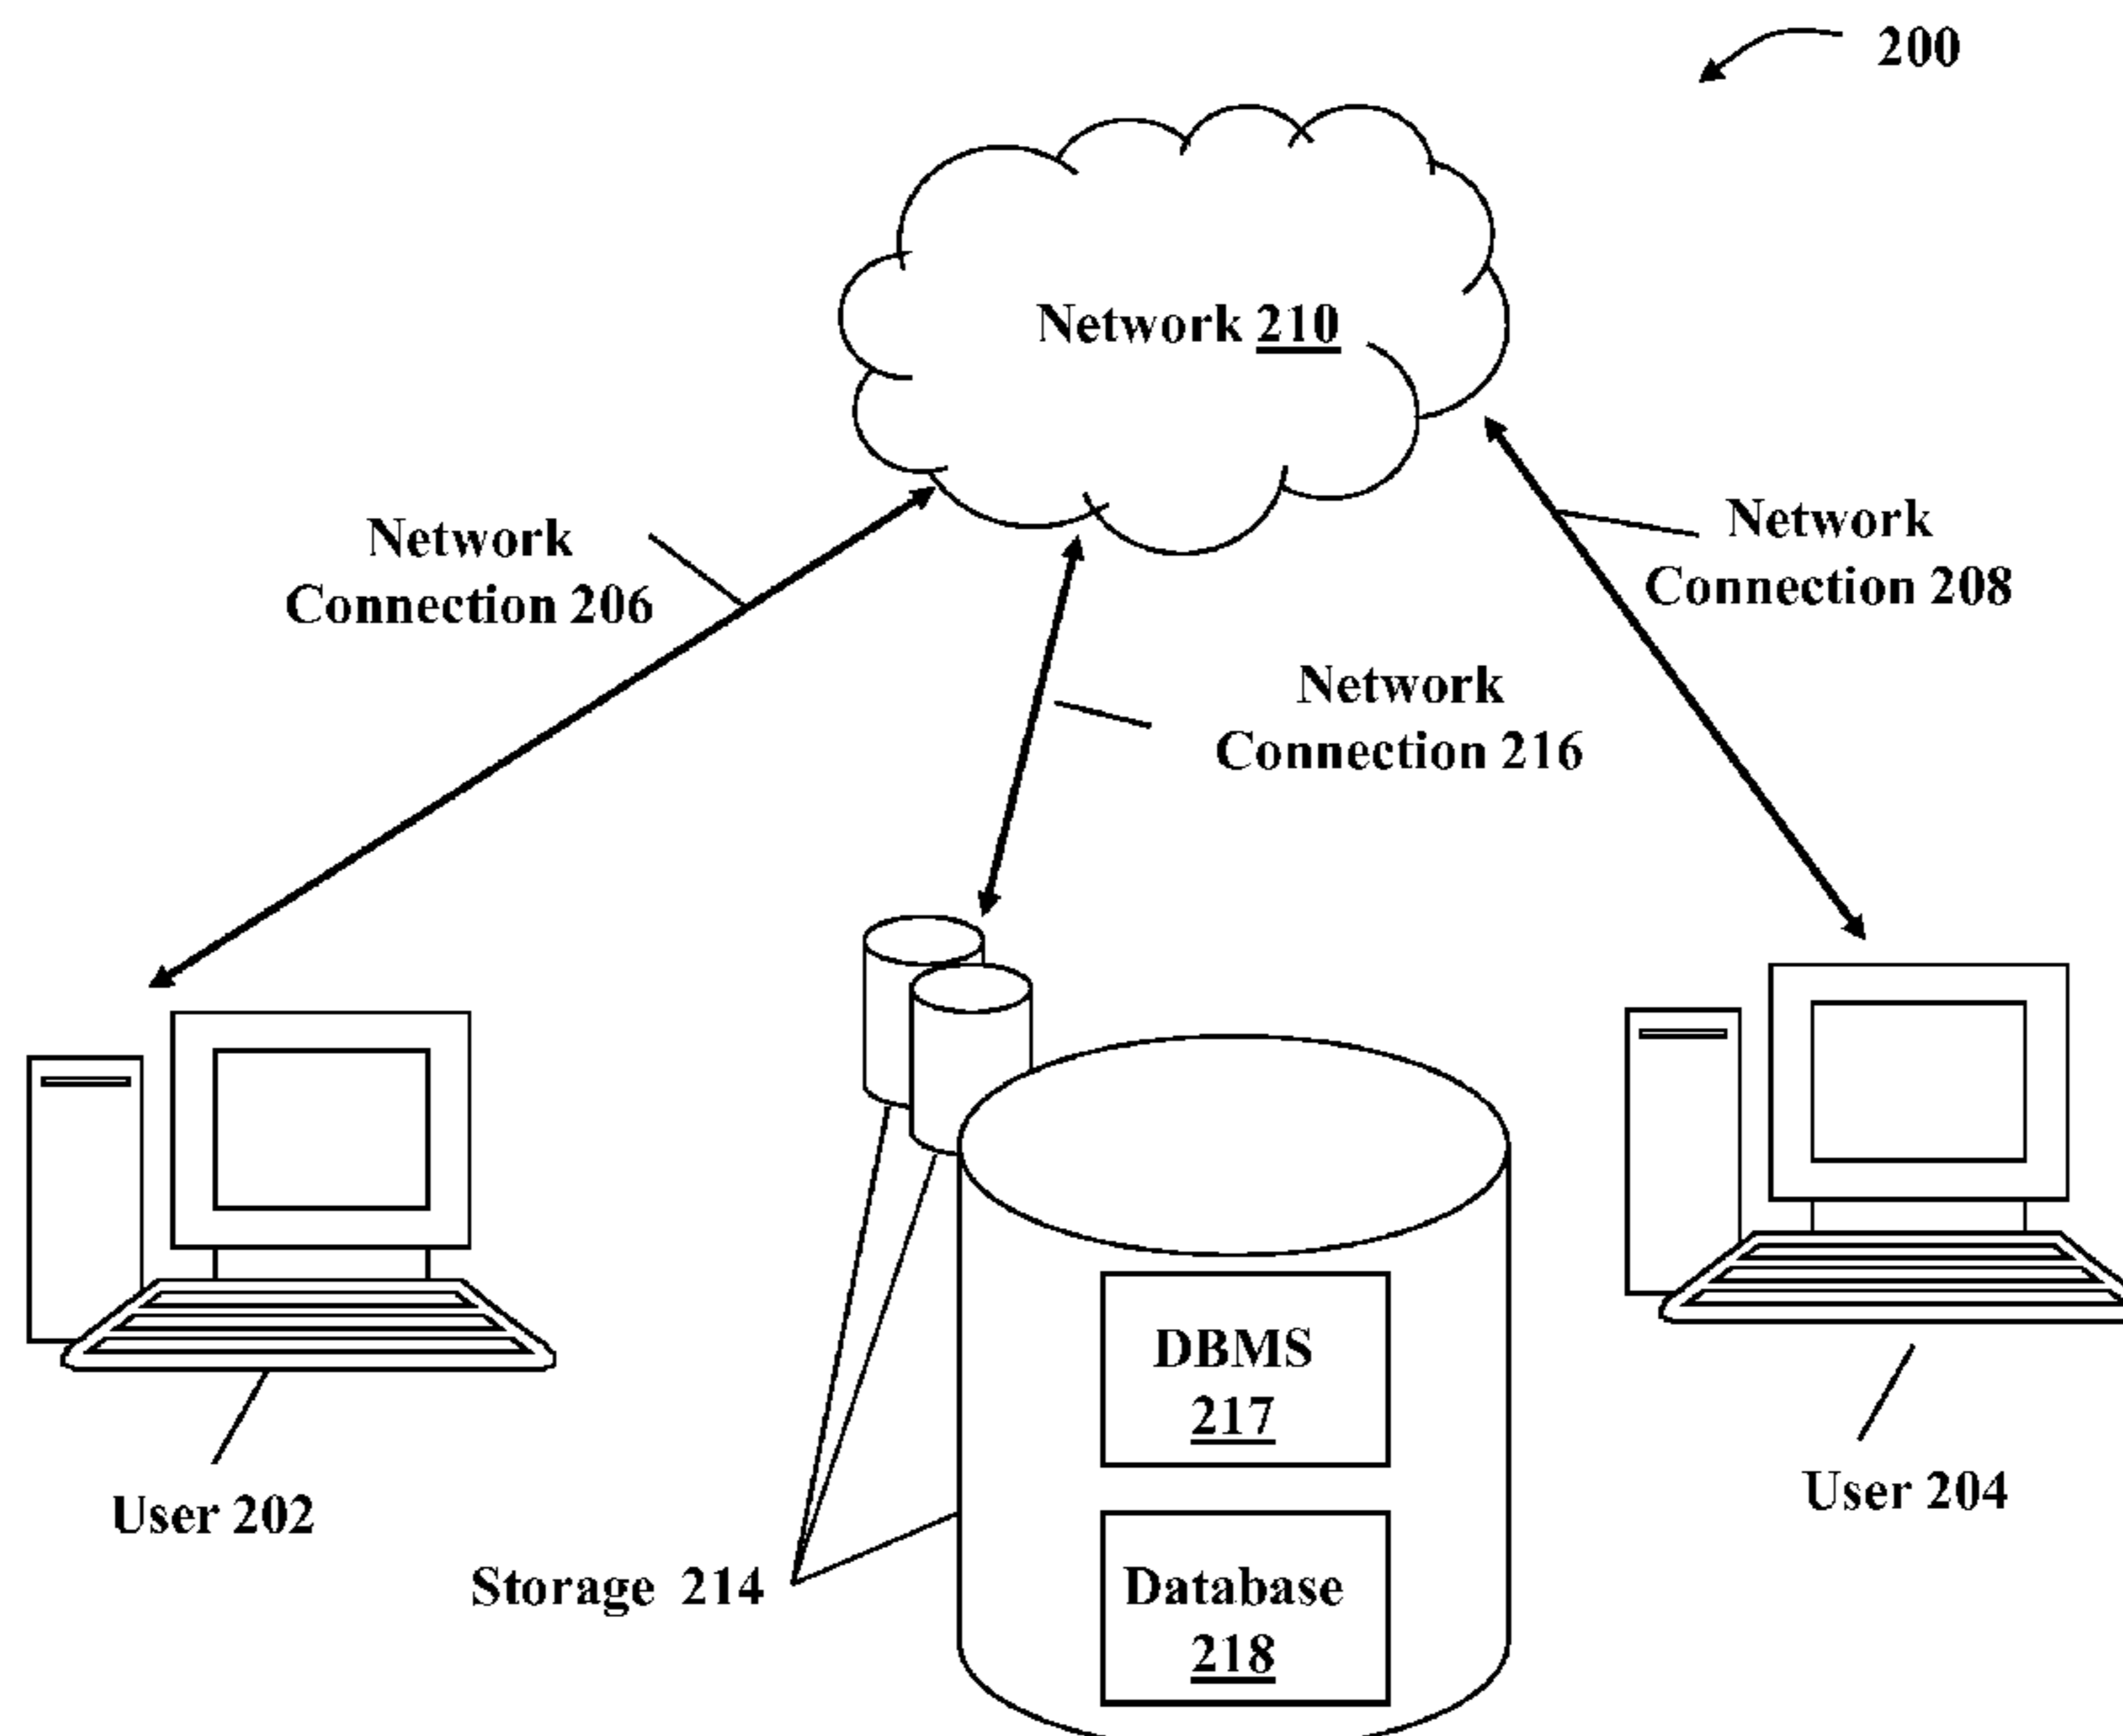 200
Network 210
Network
Connection 206
Network
Connection 208
Network
Connection 216
DBMS
217
User 202
User 204
Storage 214
Database
218